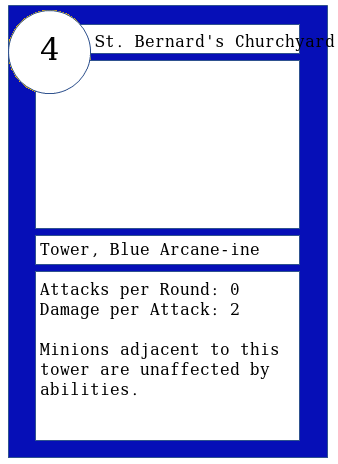 4
St. Bernard's Churchyard
Tower, Blue Arcane-ine
Attacks per Round: 0
Damage per Attack: 2
Minions adjacent to this
tower are unaffected by
abilities.